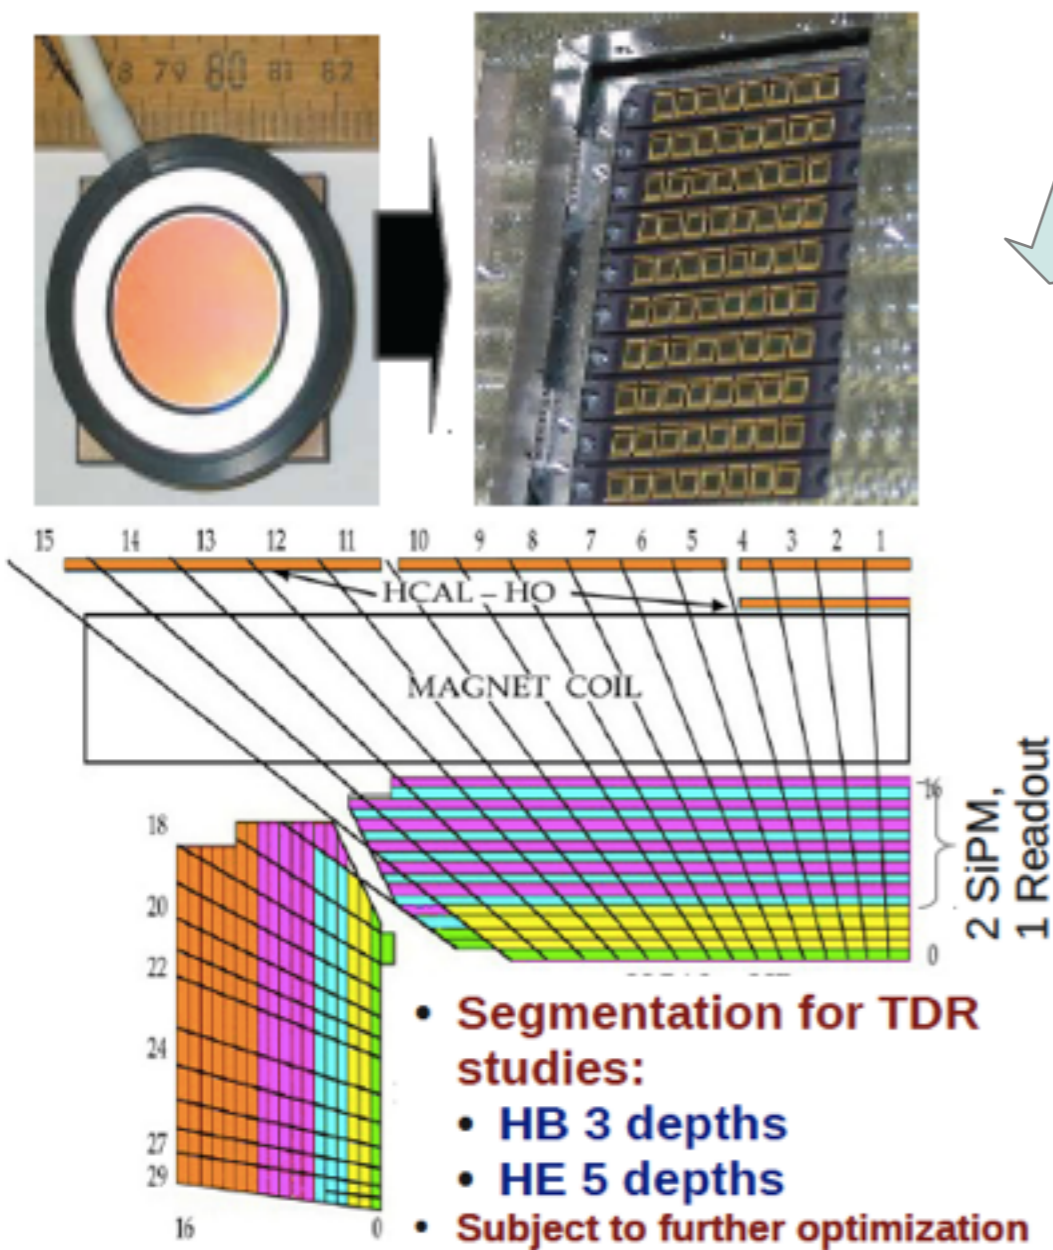 78 79 80 81 82
15 14 13 12 11 10 9 8 7 6 5 4 3 2 1
HCAL – HO
MAGNET COIL
16
2 SiPM,
1 Readout
18
20
22
24
27
29
0
16 0
• Segmentation for TDR
studies:
• HB 3 depths
• HE 5 depths
• Subject to further optimization